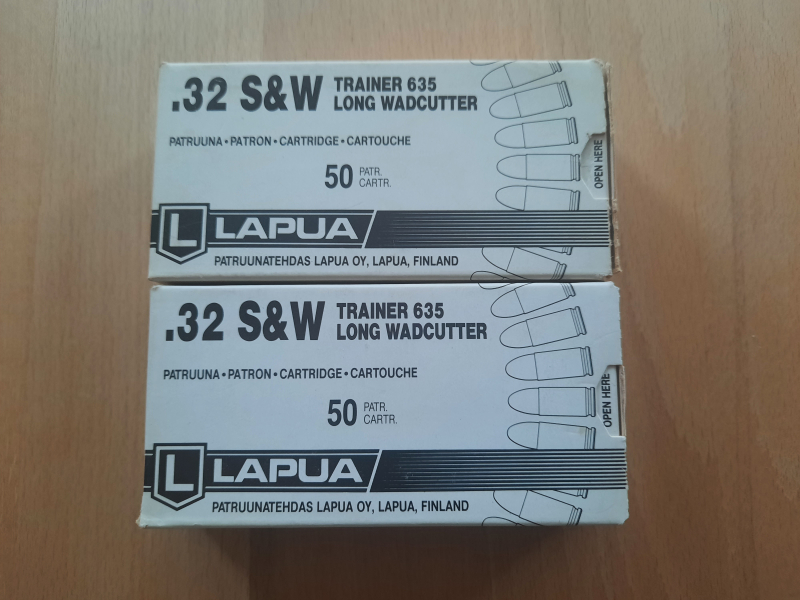 .32 S&W TRAINER 635
LONG WADCUTTER
PATRUUNA • PATRON • CARTRIDGE • CARTOUCHE
50 PATR.
CARTR.
OPEN HERE
L LAPUA
PATRUUNATEHDAS LAPUA OY, LAPUA, FINLAND
.32 S&W TRAINER 635
LONG WADCUTTER
PATRUUNA • PATRON • CARTRIDGE • CARTOUCHE
50 PATR.
CARTR.
OPEN HERE
L LAPUA
PATRUUNATEHDAS LAPUA OY, LAPUA, FINLAND